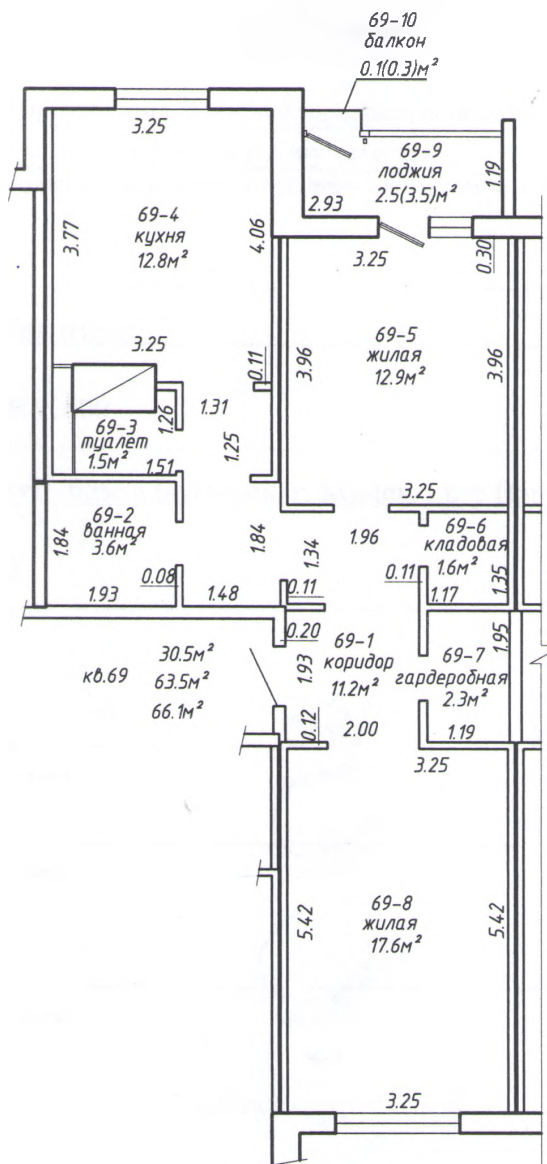 69-10
балкон
0.1(0.3)м²
3.25
69-9
лоджия
2.5(3.5)м²
1.19
2.93
69-4
кухня
12.8м²
3.77
4.06
3.25
0.30
3.25
69-5
жилая
12.9м²
3.96
3.96
0.11
1.31
1.26
69-3
туалет
1.5м²
1.51
1.25
3.25
69-2
ванная
3.6м²
1.84
1.84
1.34
1.96
69-6
кладовая
1.6м²
1.35
0.08
1.93
1.48
0.11
0.11
1.17
0.20
69-1
коридор
11.2м²
1.93
69-7
гардеробная
2.3м²
1.95
кв.69
30.5м²
63.5м²
66.1м²
0.12
2.00
1.19
3.25
69-8
жилая
17.6м²
5.42
5.42
3.25